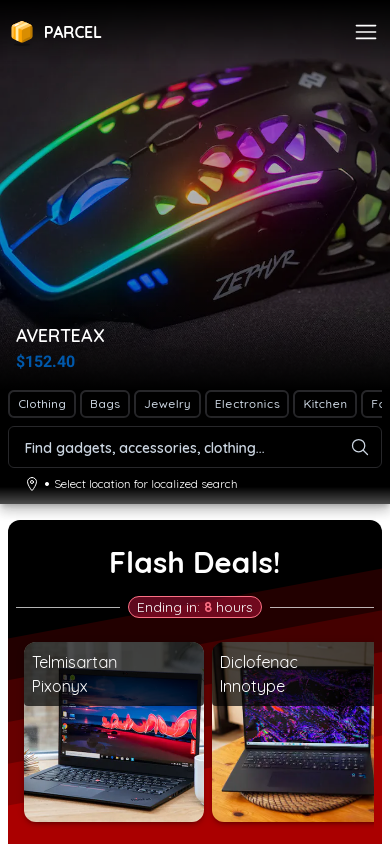 PARCEL
ZEPHYR
AVERTEAX
$152.40
Clothing
Bags
Jewelry
Electronics
Kitchen
Find gadgets, accessories, clothing...
• Select location for localized search
Flash Deals!
Ending in: 8 hours
Telmisartan
Pixonyx
Diclofenac
Innotype